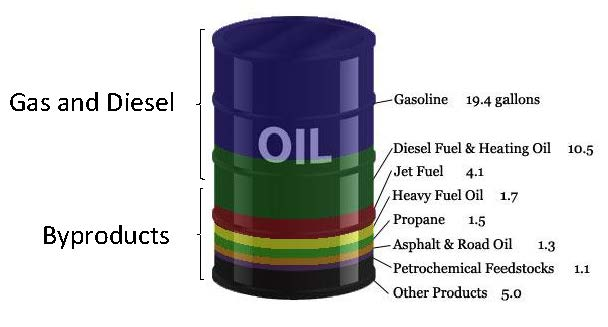 Gas and Diesel
Byproducts
OIL
Gasoline 19.4 gallons
Diesel Fuel & Heating Oil 10.5
Jet Fuel 4.1
Heavy Fuel Oil 1.7
Propane 1.5
Asphalt & Road Oil 1.3
Petrochemical Feedstocks 1.1
Other Products 5.0